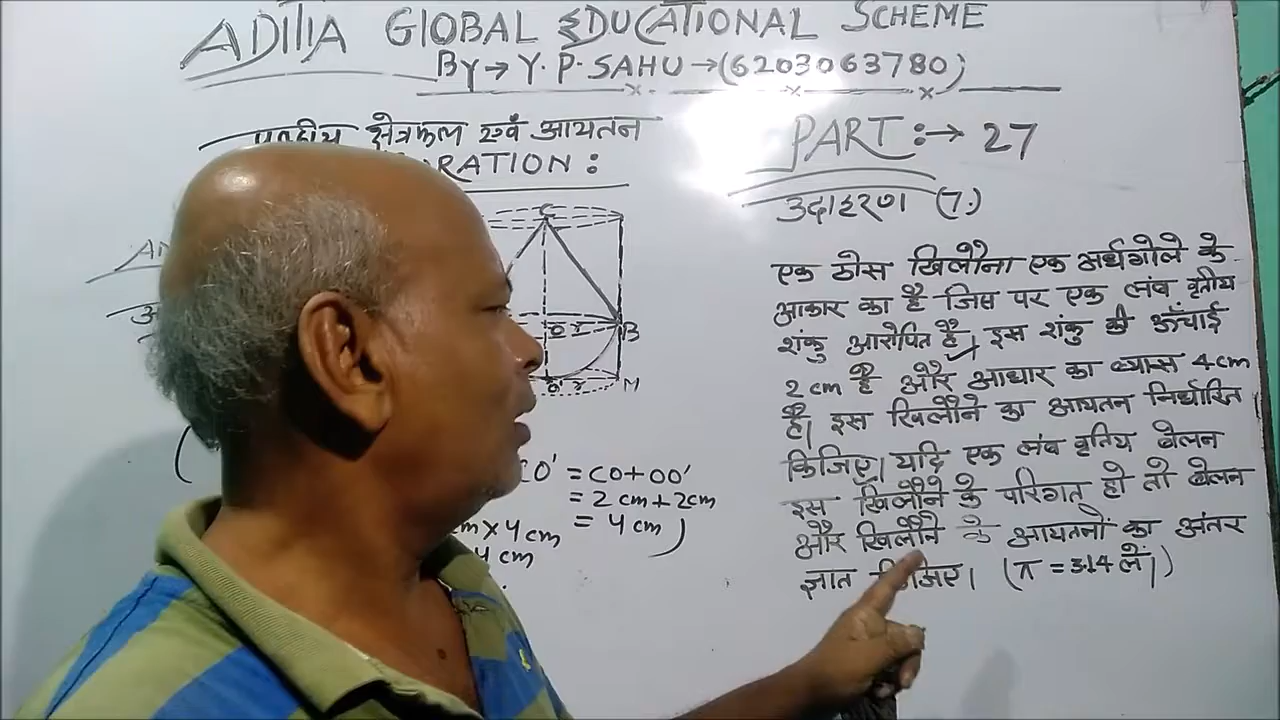 ADITIA GLOBAL EDUCATIONAL SCHEME
By → Y. P. SAHU → (6203063780)
क्षेत्रफल एवं आयतन
RATION :
PART :→ 27
उदाहरण (7.)
C
O r B
O' r M
एक ठोस खिलौना एक अर्धगोले के
आकार का है जिस पर एक लंब वृतीय
शंकु आरोपित है। इस शंकु की ऊँचाई
2 cm है और आधार का व्यास 4 cm
है। इस खिलौने का आयतन निर्धारित
किजिए। यदि एक लंब वृतिय बेलन
इस खिलौने के परिगत हो तो बेलन
और खिलौने के आयतनों का अंतर
ज्ञात किजिए। (π = 3.14 लें।)
CO' = CO + OO'
= 2 cm + 2 cm
= 4 cm )
cm × 4 cm
4 cm